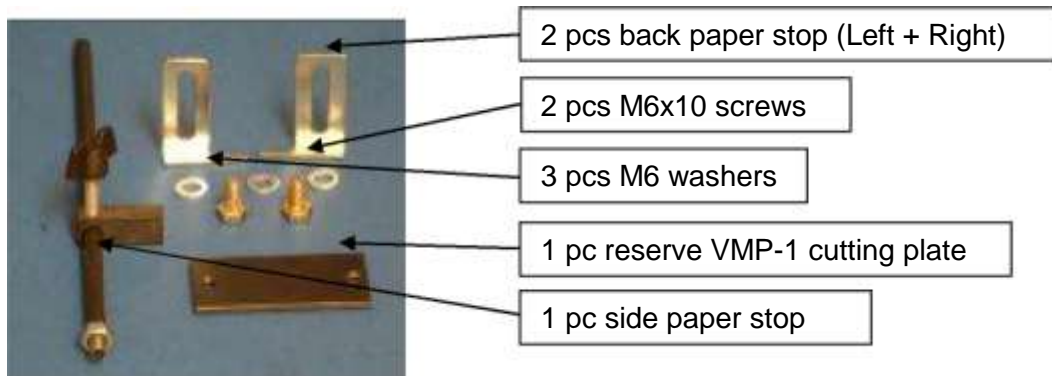 2 pcs back paper stop (Left + Right)
2 pcs M6x10 screws
3 pcs M6 washers
1 pc reserve VMP-1 cutting plate
1 pc side paper stop